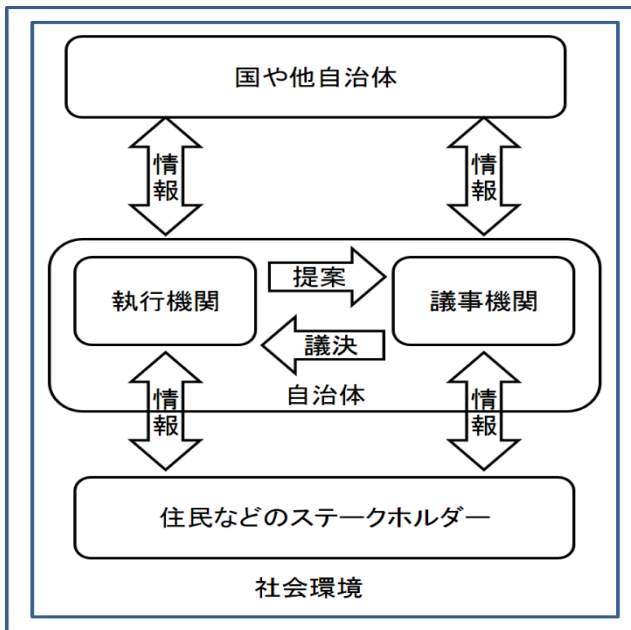 国や他自治体
情報
情報
執行機関
提案
議事機関
議決
自治体
情報
情報
住民などのステークホルダー
社会環境